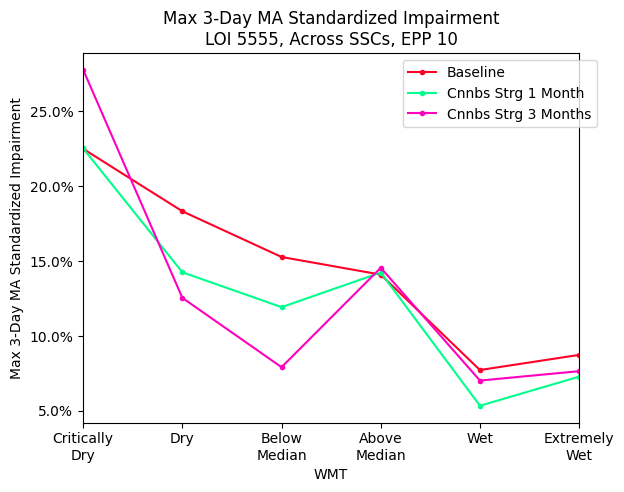 Max 3-Day MA Standardized Impairment
LOI 5555, Across SSCs, EPP 10
Baseline
Cnnbs Strg 1 Month
Cnnbs Strg 3 Months
Max 3-Day MA Standardized Impairment
25.0%
20.0%
15.0%
10.0%
5.0%
Critically Dry
Dry
Below Median
Above Median
Wet
Extremely Wet
WMT